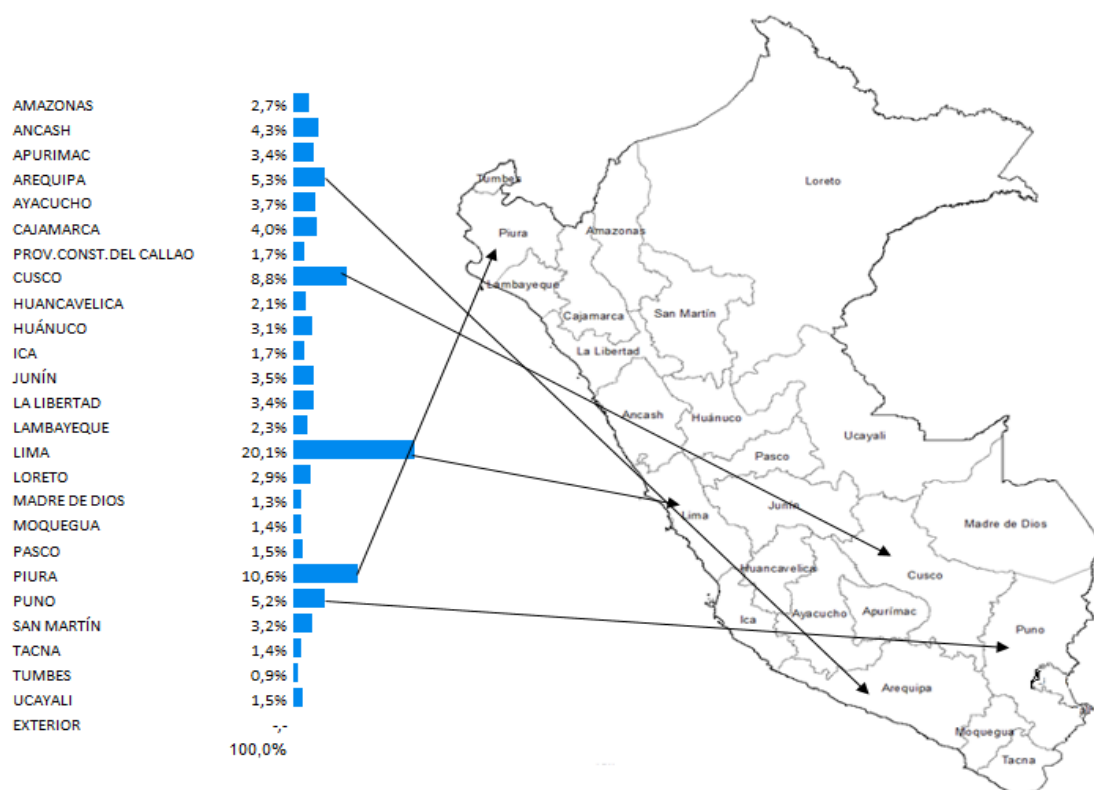 AMAZONAS 2,7%
ANCASH 4,3%
APURIMAC 3,4%
AREQUIPA 5,3%
AYACUCHO 3,7%
CAJAMARCA 4,0%
PROV.CONST.DEL CALLAO 1,7%
CUSCO 8,8%
HUANCAVELICA 2,1%
HUÁNUCO 3,1%
ICA 1,7%
JUNÍN 3,5%
LA LIBERTAD 3,4%
LAMBAYEQUE 2,3%
LIMA 20,1%
LORETO 2,9%
MADRE DE DIOS 1,3%
MOQUEGUA 1,4%
PASCO 1,5%
PIURA 10,6%
PUNO 5,2%
SAN MARTÍN 3,2%
TACNA 1,4%
TUMBES 0,9%
UCAYALI 1,5%
EXTERIOR -,-
100,0%
Tumbes
Loreto
Piura
Amazonas
Lambayeque
Cajamarca
San Martín
La Libertad
Ancash
Huánuco
Ucayali
Pasco
Lima
Junín
Madre de Dios
Huancavelica
Cusco
Ica
Ayacucho
Apurímac
Puno
Arequipa
Moquegua
Tacna